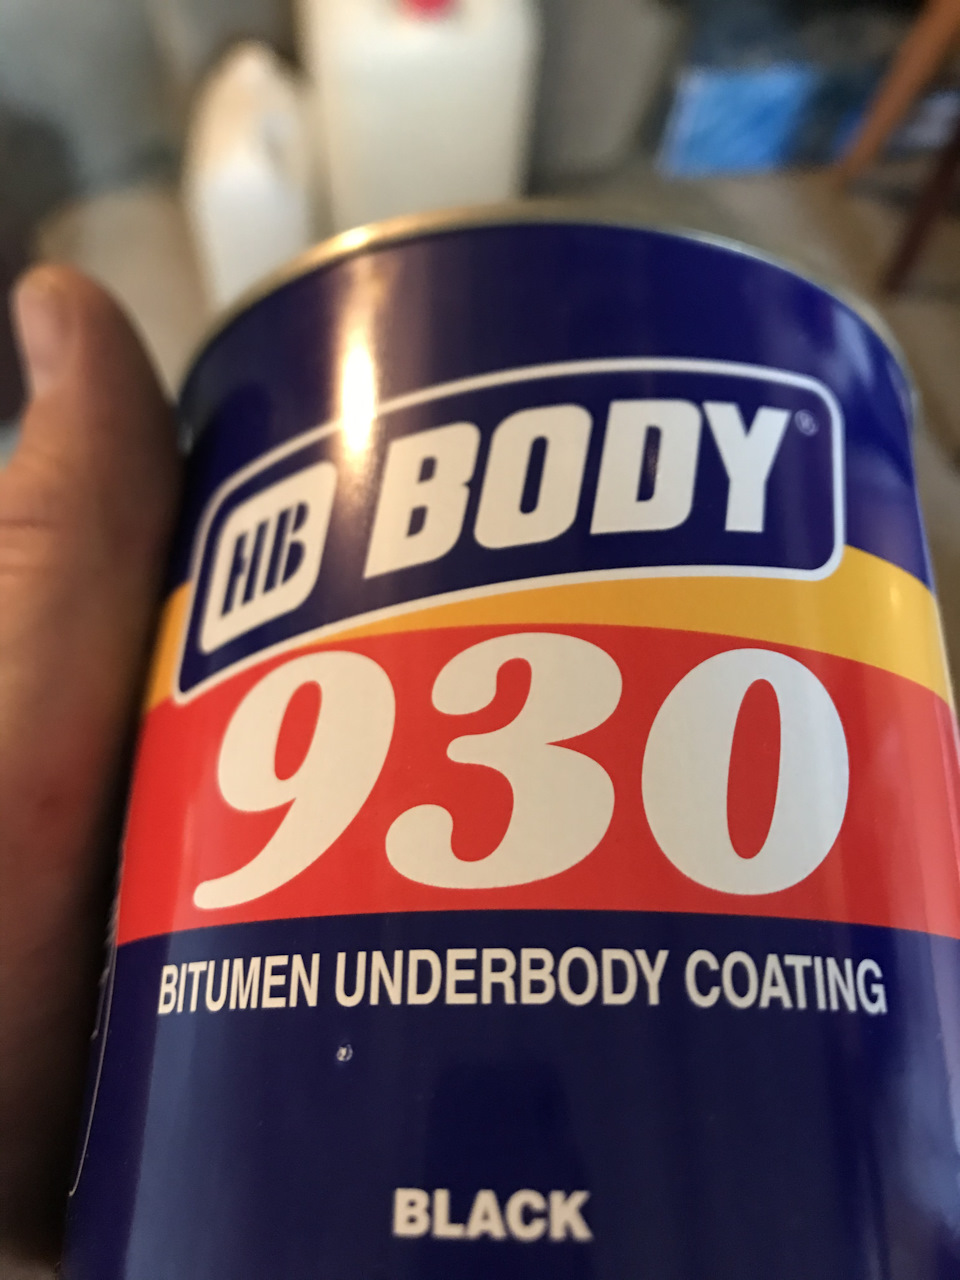 HB BODY®
930
BITUMEN UNDERBODY COATING
BLACK